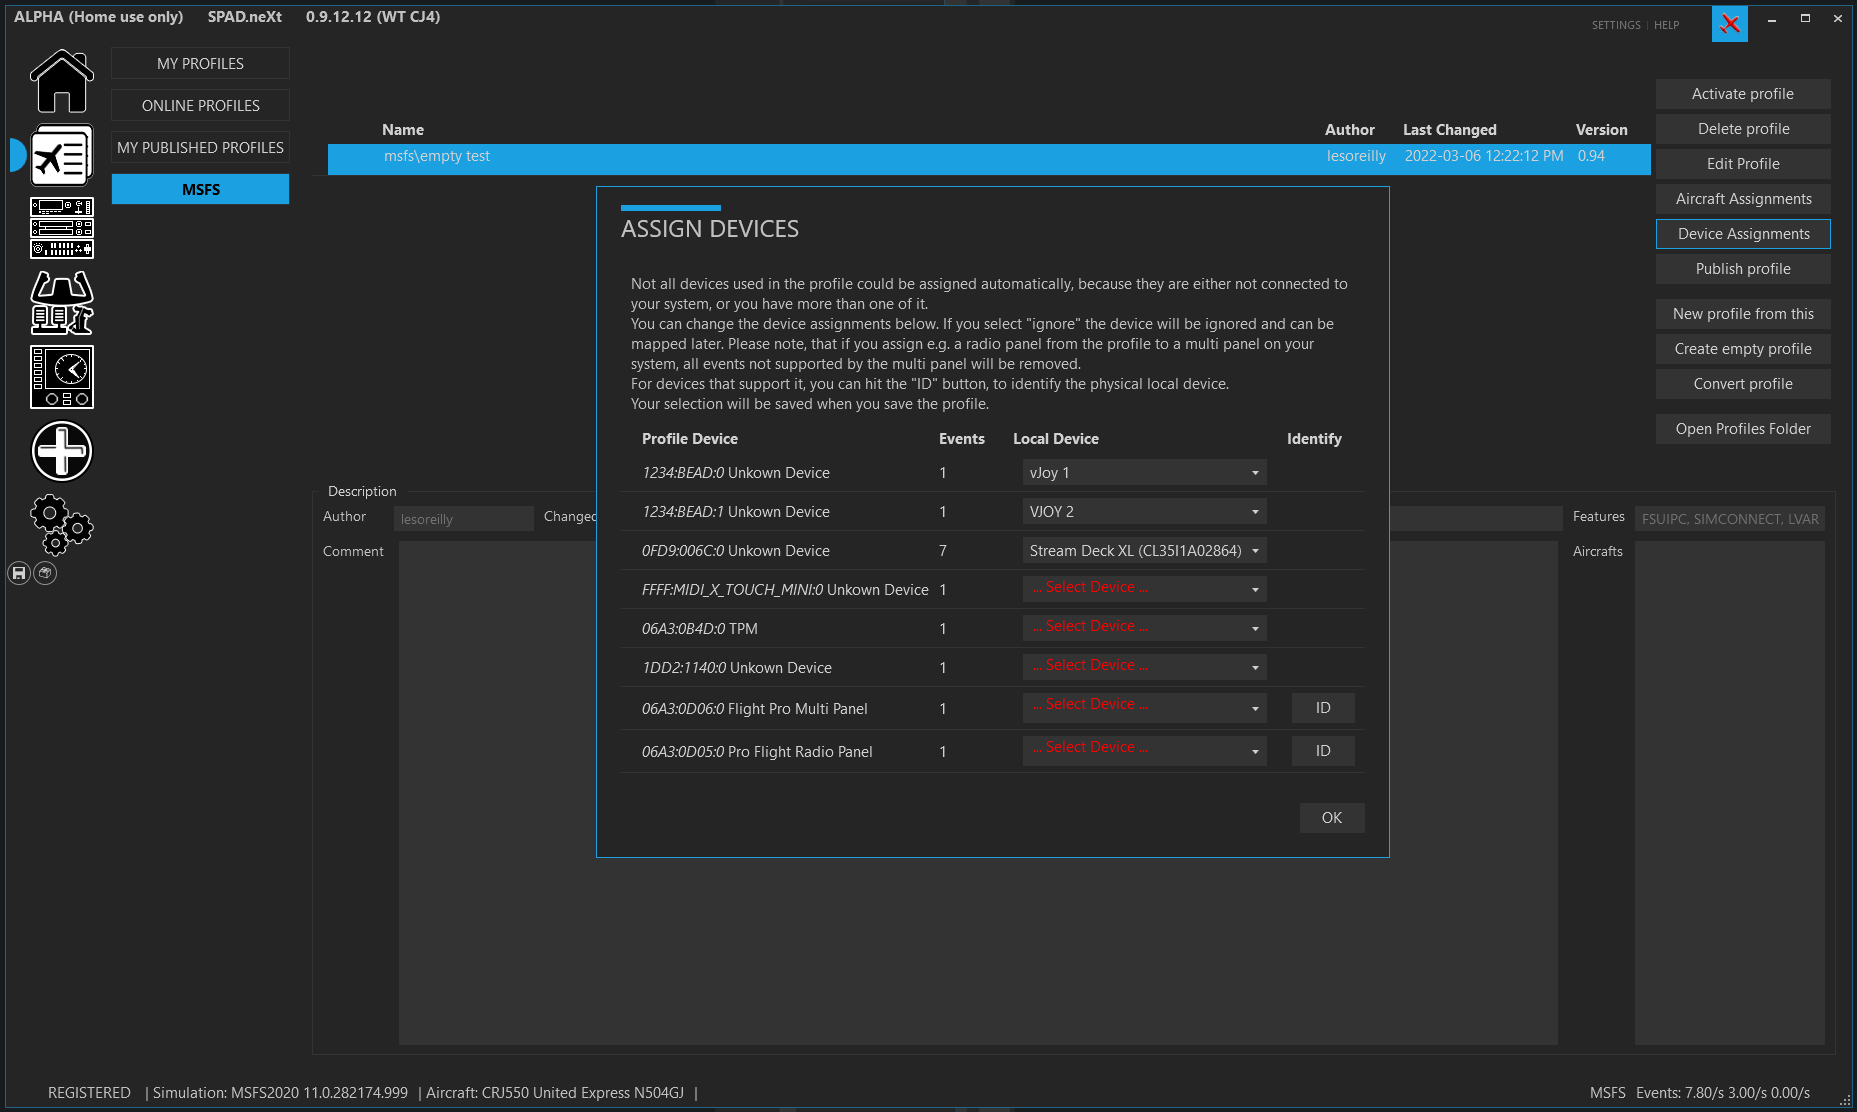 ALPHA (Home use only) SPAD.neXt 0.9.12.12 (WT CJ4)
SETTINGS | HELP
MY PROFILES
ONLINE PROFILES
MY PUBLISHED PROFILES
MSFS
Name Author Last Changed Version
msfs\empty test lesoreilly 2022-03-06 12:22:12 PM 0.94
Activate profile
Delete profile
Edit Profile
Aircraft Assignments
Device Assignments
Publish profile
New profile from this
Create empty profile
Convert profile
Open Profiles Folder
ASSIGN DEVICES
Not all devices used in the profile could be assigned automatically, because they are either not connected to
your system, or you have more than one of it.
You can change the device assignments below. If you select "ignore" the device will be ignored and can be
mapped later. Please note, that if you assign e.g. a radio panel from the profile to a multi panel on your
system, all events not supported by the multi panel will be removed.
For devices that support it, you can hit the "ID" button, to identify the physical local device.
Your selection will be saved when you save the profile.
Profile Device Events Local Device Identify
1234:BEAD:0 Unkown Device 1 vJoy 1
1234:BEAD:1 Unkown Device 1 VJOY 2
0FD9:006C:0 Unkown Device 7 Stream Deck XL (CL35I1A02864)
FFFF:MIDI_X_TOUCH_MINI:0 Unkown Device 1 ... Select Device ...
06A3:0B4D:0 TPM 1 ... Select Device ...
1DD2:1140:0 Unkown Device 1 ... Select Device ...
06A3:0D06:0 Flight Pro Multi Panel 1 ... Select Device ... ID
06A3:0D05:0 Pro Flight Radio Panel 1 ... Select Device ... ID
OK
Description
Author lesoreilly Changed
Comment
Features FSUIPC, SIMCONNECT, LVAR
Aircrafts
REGISTERED | Simulation: MSFS2020 11.0.282174.999 | Aircraft: CRJ550 United Express N504GJ |
MSFS Events: 7.80/s 3.00/s 0.00/s